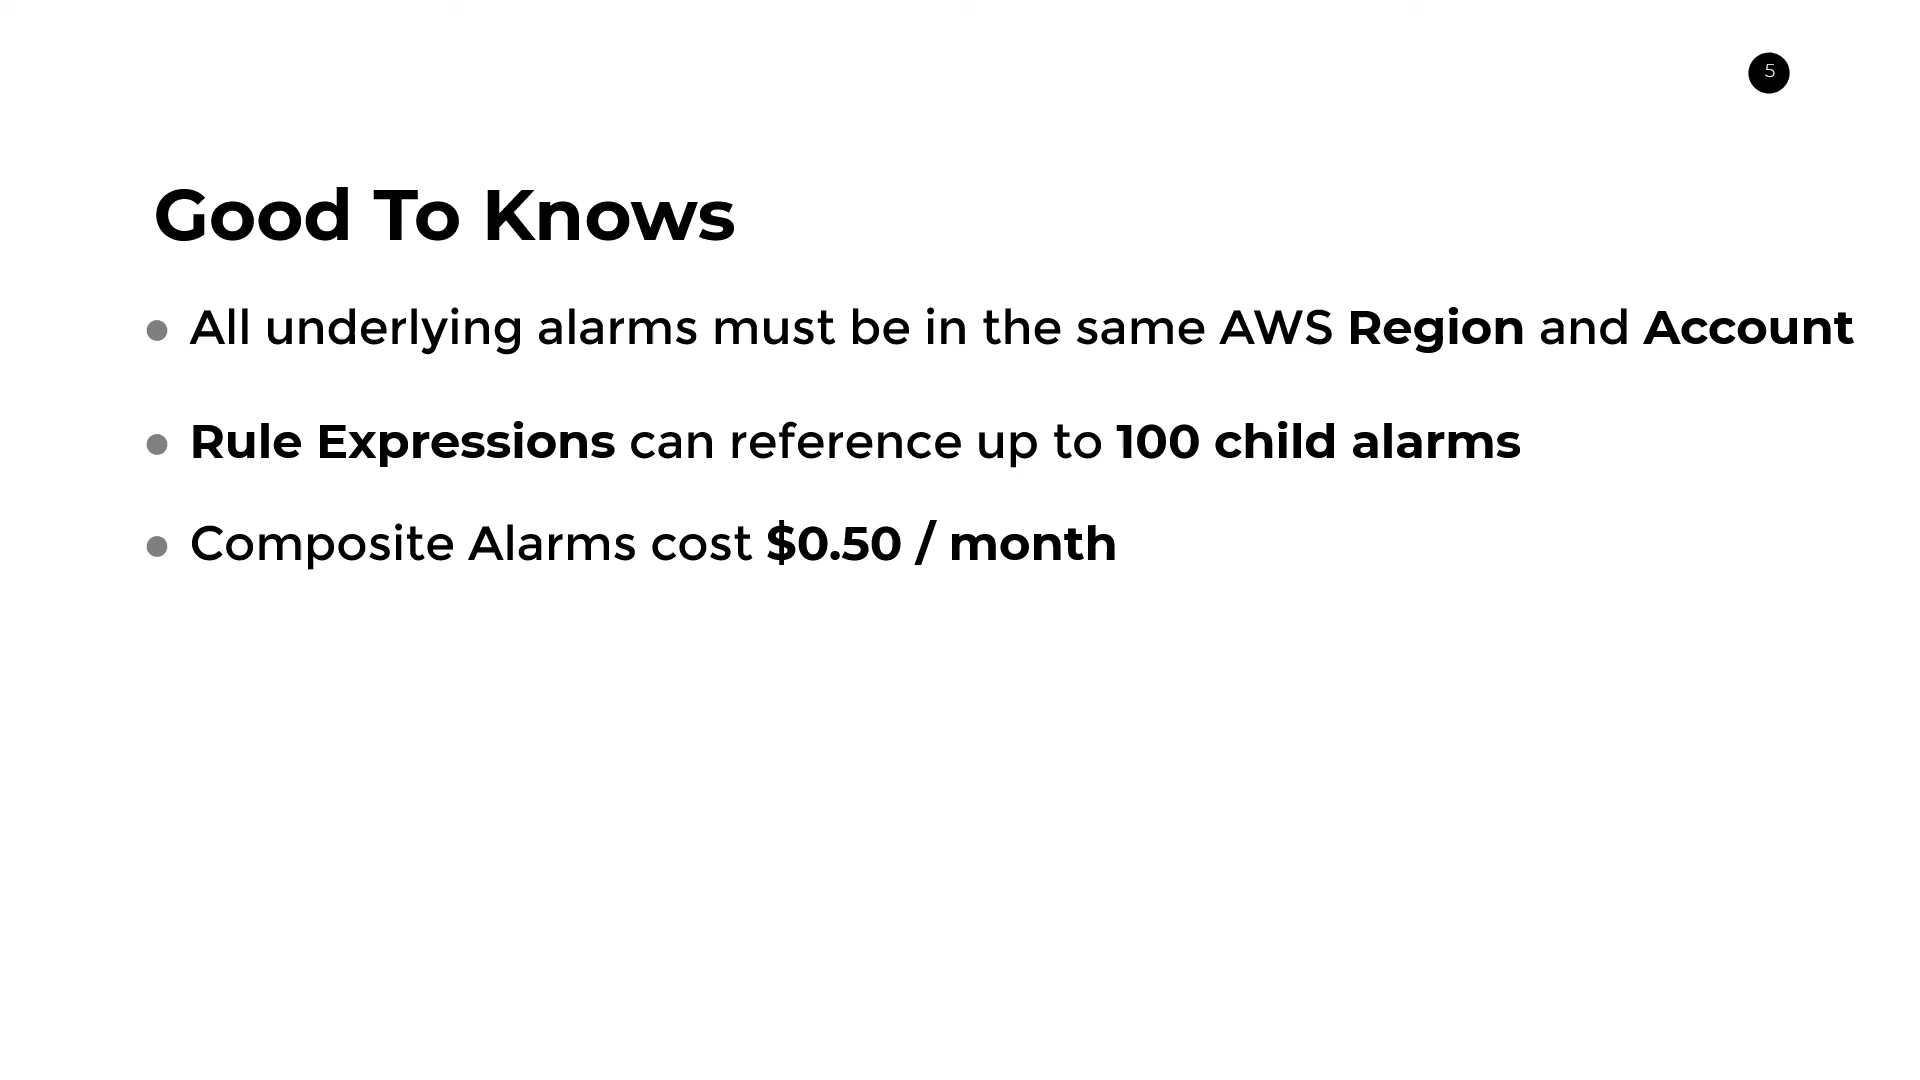 5
Good To Knows
All underlying alarms must be in the same AWS Region and Account
Rule Expressions can reference up to 100 child alarms
Composite Alarms cost $0.50 / month